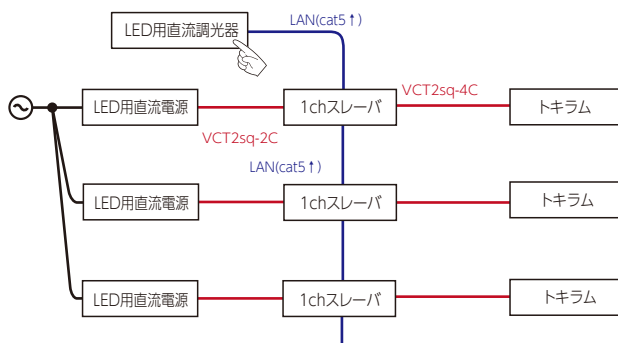 LED用直流調光器
LAN(cat5↑)
LED用直流電源
VCT2sq-2C
1chスレーバ
VCT2sq-4C
トキラム
LAN(cat5↑)
LED用直流電源
1chスレーバ
トキラム
LED用直流電源
1chスレーバ
トキラム